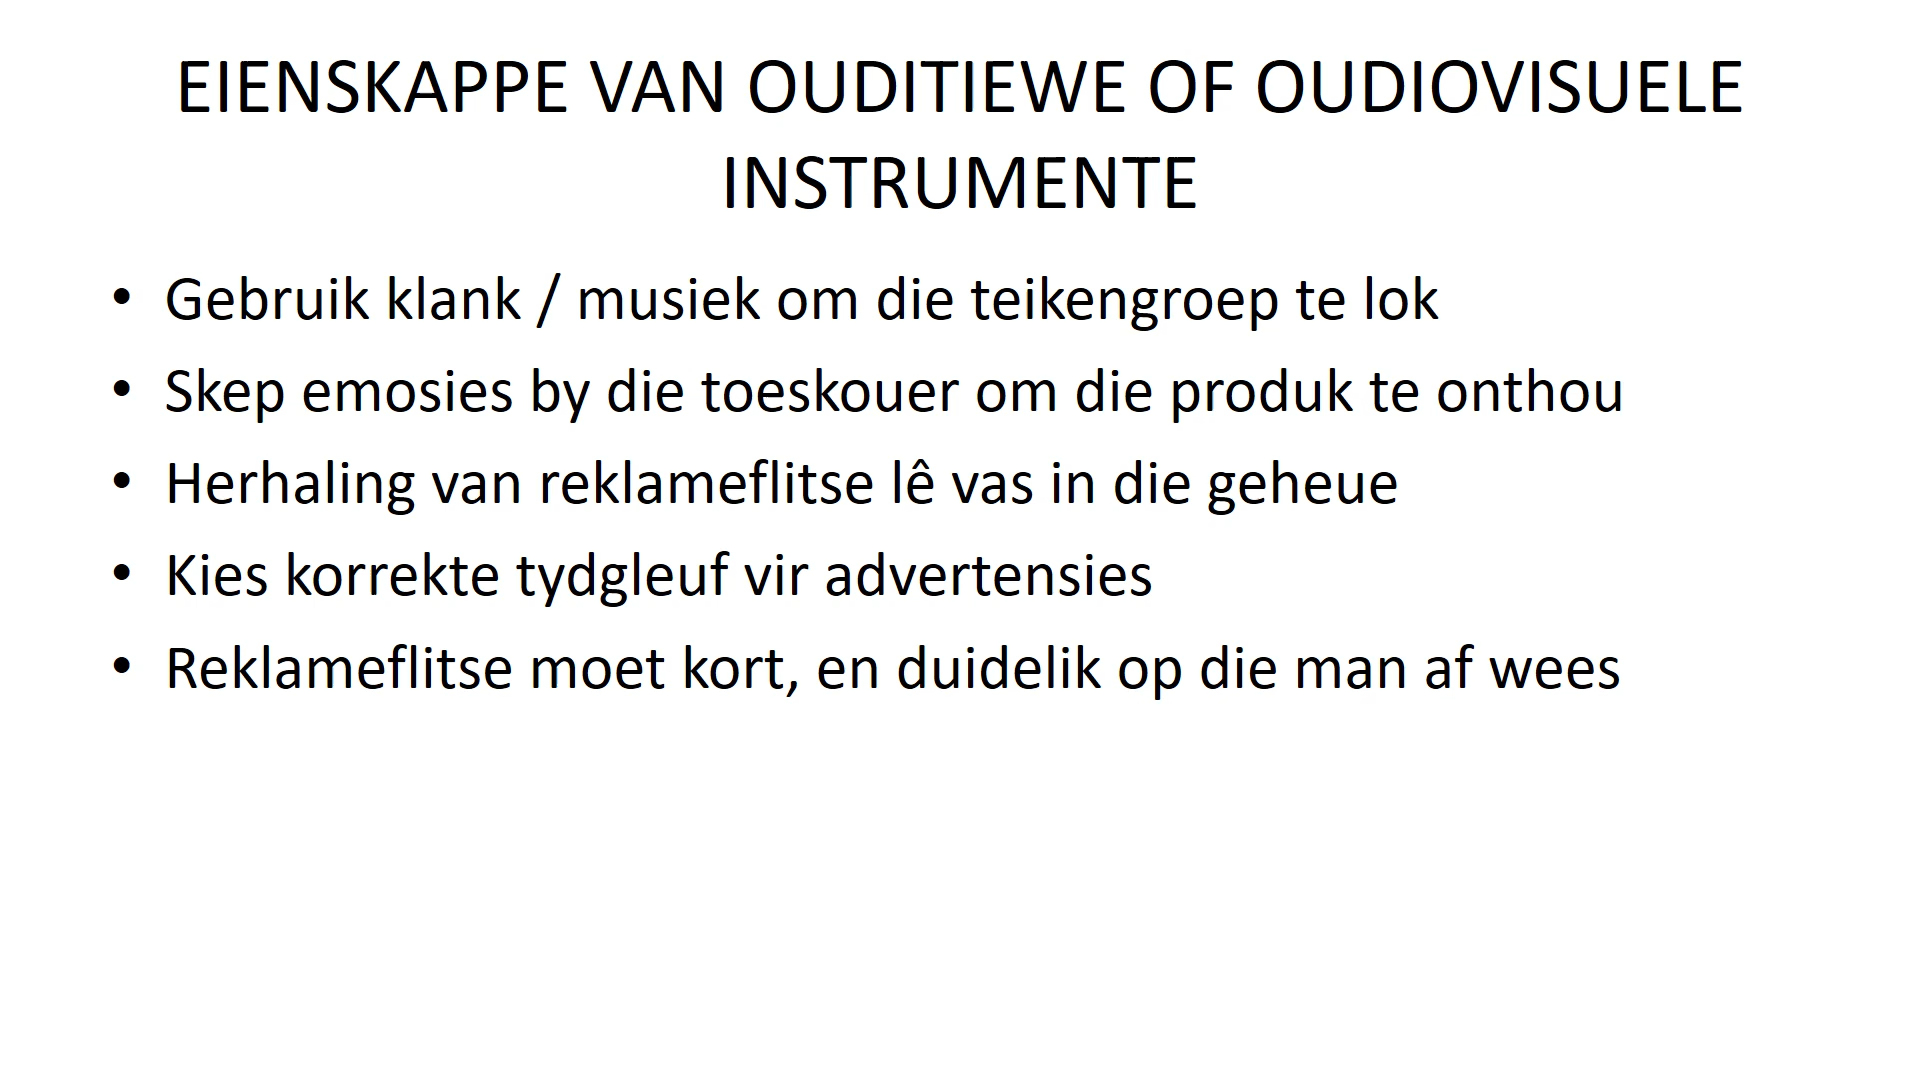 EIENSKAPPE VAN OUDITIEWE OF OUDIOVISUELE
INSTRUMENTE
• Gebruik klank / musiek om die teikengroep te lok
• Skep emosies by die toeskouer om die produk te onthou
• Herhaling van reklameflitse lê vas in die geheue
• Kies korrekte tydgleuf vir advertensies
• Reklameflitse moet kort, en duidelik op die man af wees